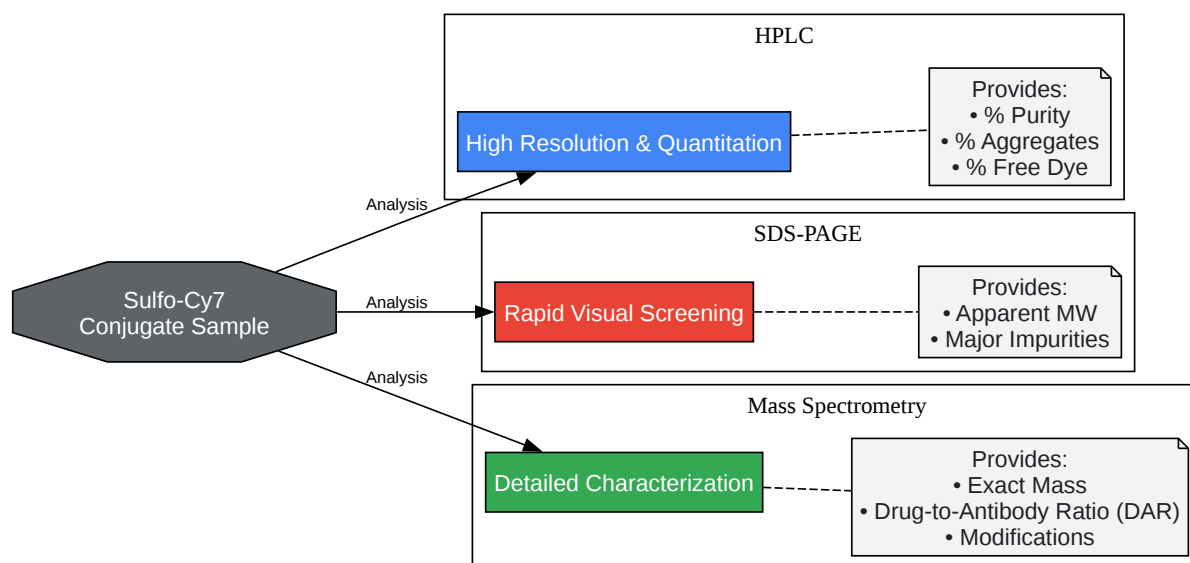 HPLC
High Resolution & Quantitation
Provides:
• % Purity
• % Aggregates
• % Free Dye
Analysis
SDS-PAGE
Sulfo-Cy7
Conjugate Sample
Analysis
Rapid Visual Screening
Provides:
• Apparent MW
• Major Impurities
Analysis
Mass Spectrometry
Detailed Characterization
Provides:
• Exact Mass
• Drug-to-Antibody Ratio (DAR)
• Modifications